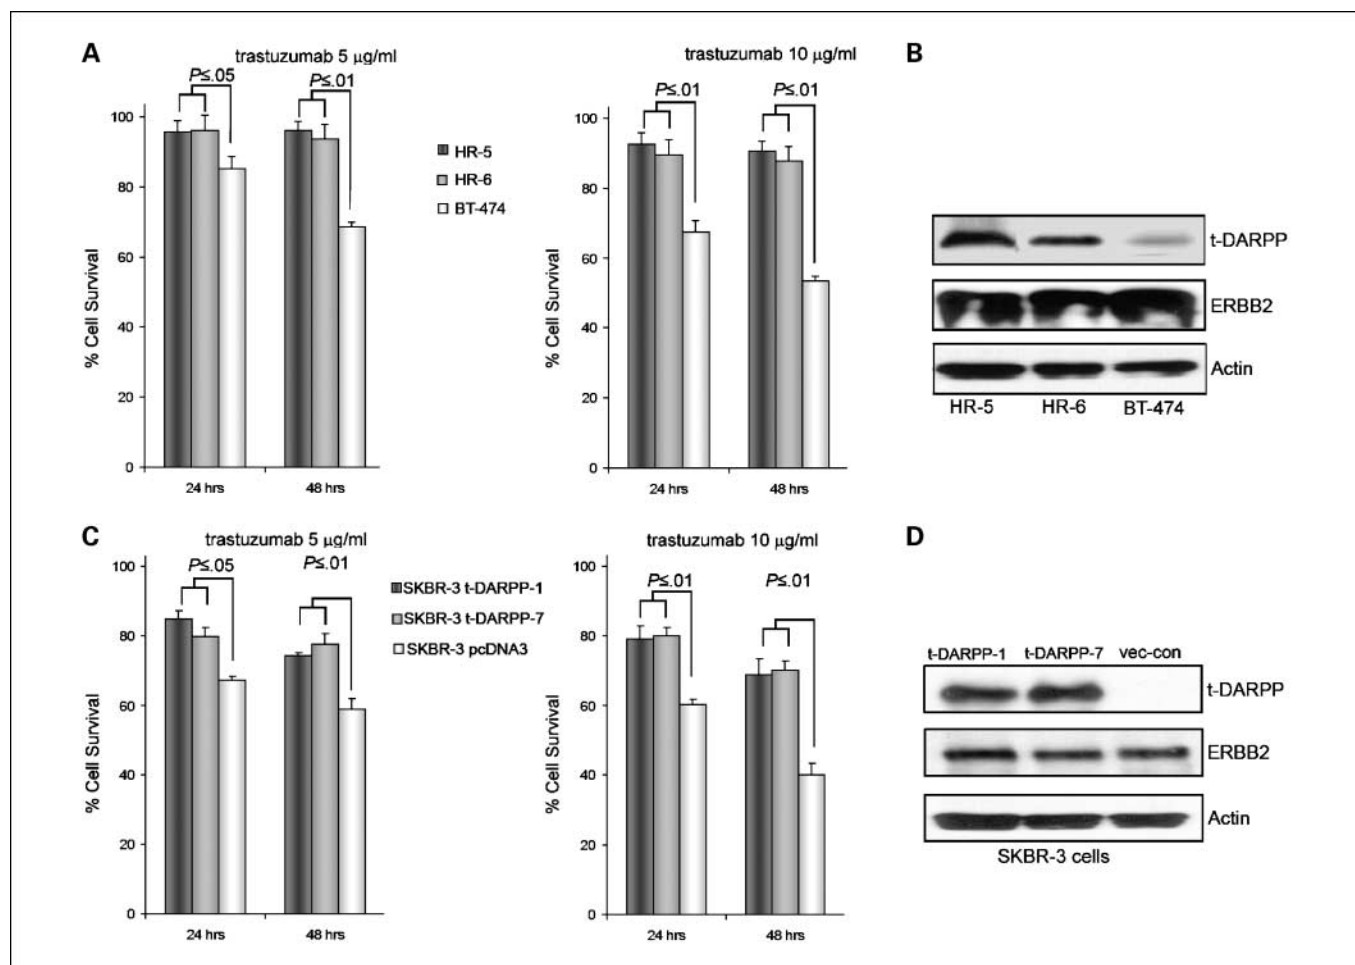 A
trastuzumab 5 µg/ml
P≤.05
P≤.01
% Cell Survival
100
80
60
40
20
0
24 hrs
48 hrs
HR-5
HR-6
BT-474
trastuzumab 10 µg/ml
P≤.01
P≤.01
% Cell Survival
100
80
60
40
20
0
24 hrs
48 hrs
B
t-DARPP
ERBB2
Actin
HR-5
HR-6
BT-474
C
trastuzumab 5 µg/ml
P≤.05
P≤.01
% Cell Survival
100
80
60
40
20
0
24 hrs
48 hrs
SKBR-3 t-DARPP-1
SKBR-3 t-DARPP-7
SKBR-3 pcDNA3
trastuzumab 10 µg/ml
P≤.01
P≤.01
% Cell Survival
100
80
60
40
20
0
24 hrs
48 hrs
D
t-DARPP-1
t-DARPP-7
vec-con
t-DARPP
ERBB2
Actin
SKBR-3 cells